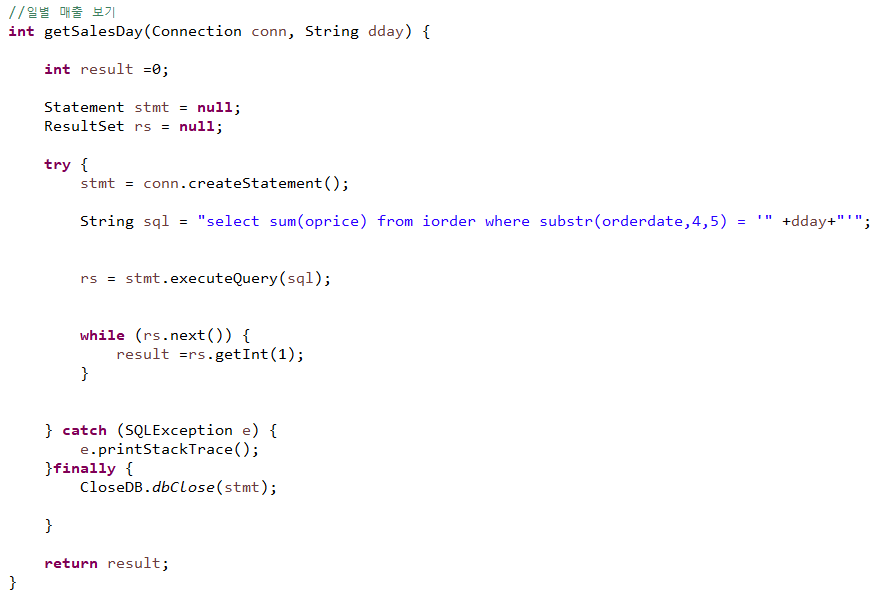 //일별 매출 보기
int getSalesDay(Connection conn, String dday) {
int result =0;
Statement stmt = null;
ResultSet rs = null;
try {
stmt = conn.createStatement();
String sql = "select sum(oprice) from iorder where substr(orderdate,4,5) = '" +dday+"'";
rs = stmt.executeQuery(sql);
while (rs.next()) {
result =rs.getInt(1);
}
} catch (SQLException e) {
e.printStackTrace();
}finally {
CloseDB.dbClose(stmt);
}
return result;
}